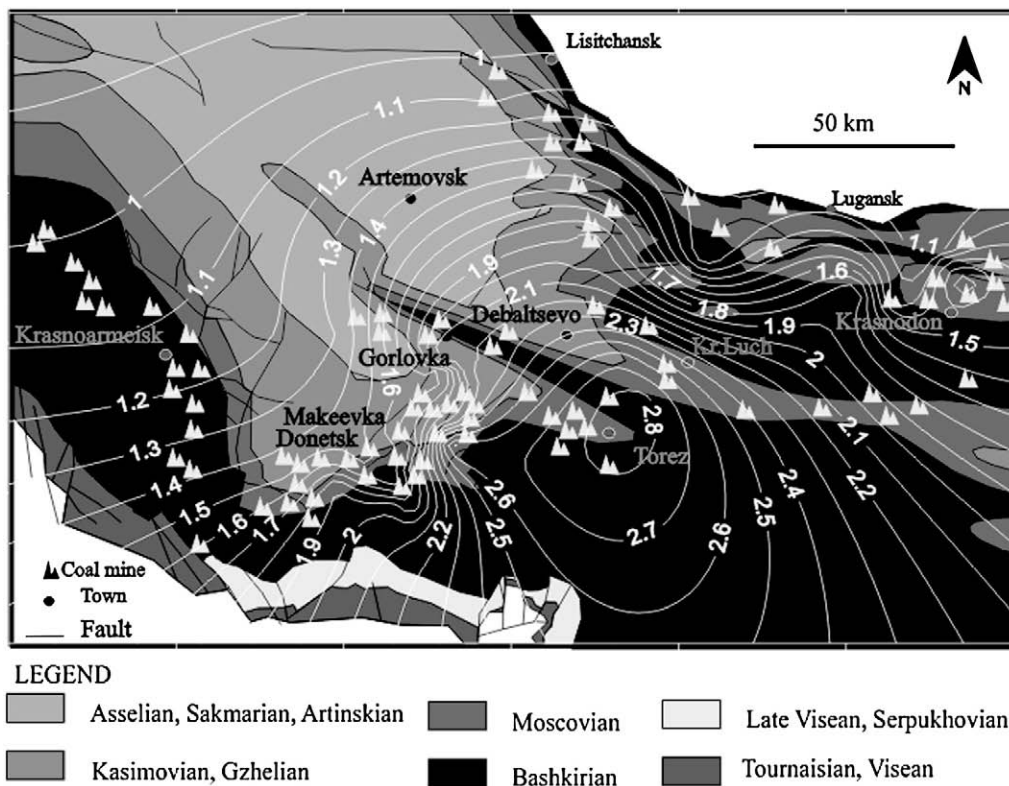 Lisitchansk
N
50 km
1
1.1
1.2
Artemovsk
Lugansk
1
1.4
1.3
1.1
1.9
1.7
1.6
1.1
2.1
1.8
Krasnodon
Debaltsevo
2.3
1.9
1.5
Krasnoarmeisk
Gorlovka
Kr.Luch
2
1.6
1.2
2.8
Makeevka
Donetsk
Torez
2.1
1.3
2.4
2.2
1.4
2.6
2.5
1.5
2.7
2.6
1.6
1.7
1.9
2
2.2
2.5
Coal mine
Town
Fault
LEGEND
Asselian, Sakmarian, Artinskian
Moscovian
Late Visean, Serpukhovian
Kasimovian, Gzhelian
Bashkirian
Tournaisian, Visean